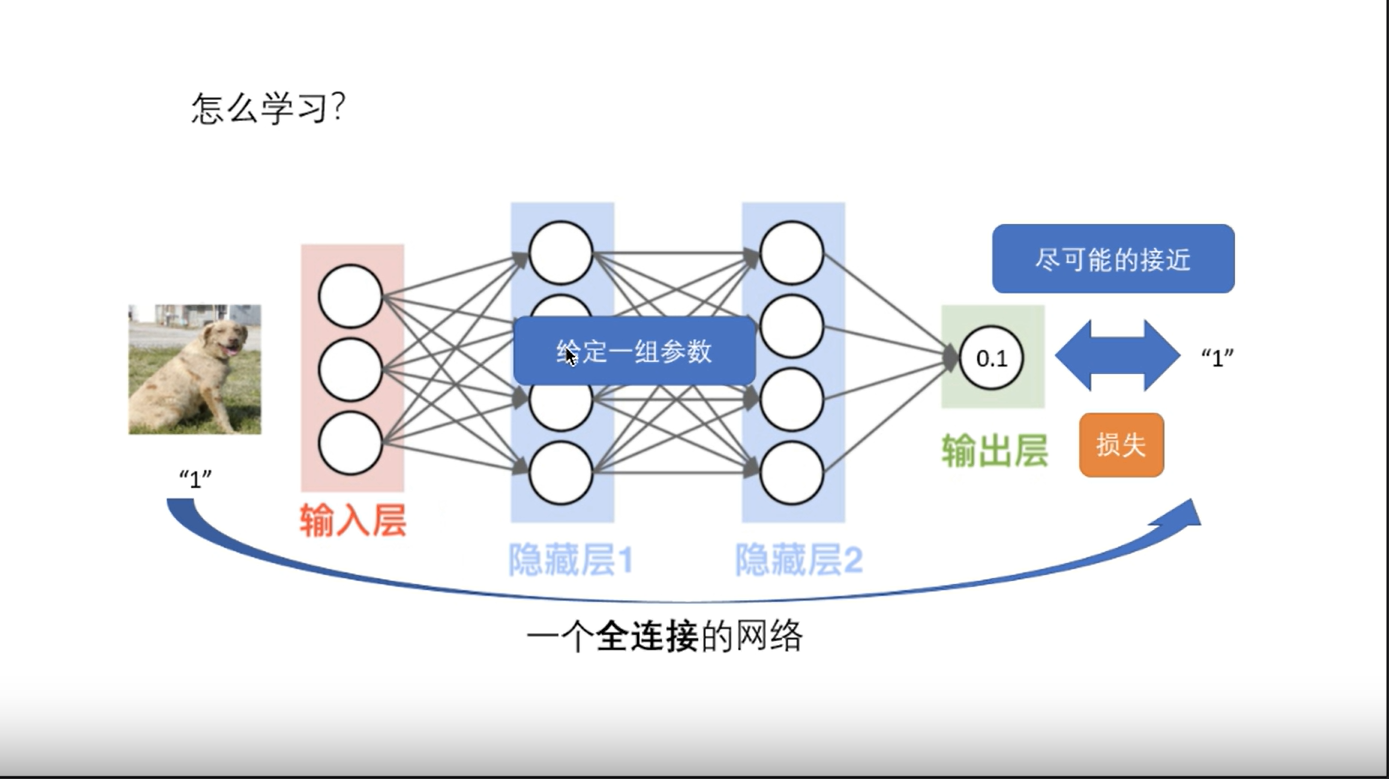 怎么学习?
尽可能的接近
给定一组参数
0.1
“1”
损失
输出层
“1”
输入层
隐藏层1
隐藏层2
一个全连接的网络